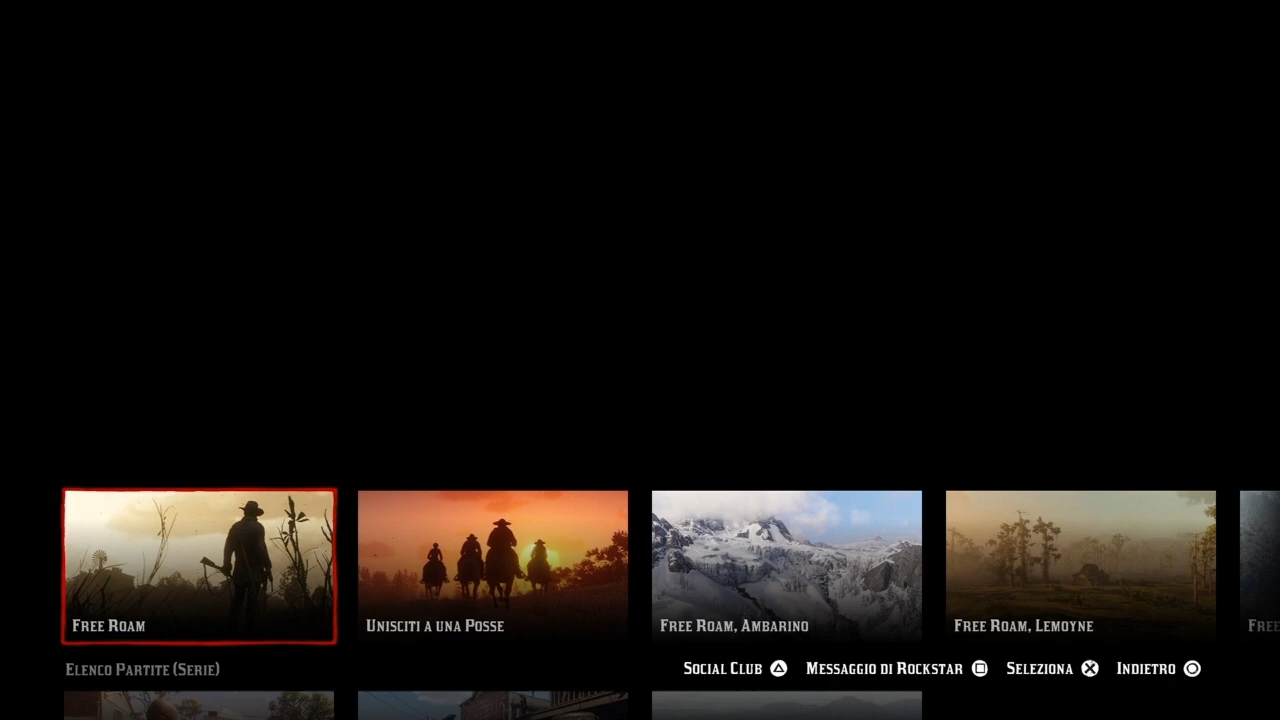 Free Roam
Unisciti a una Posse
Free Roam, Ambarino
Free Roam, Lemoyne
Free
Elenco Partite (Serie)
Social Club
Messaggio di Rockstar
Seleziona
Indietro